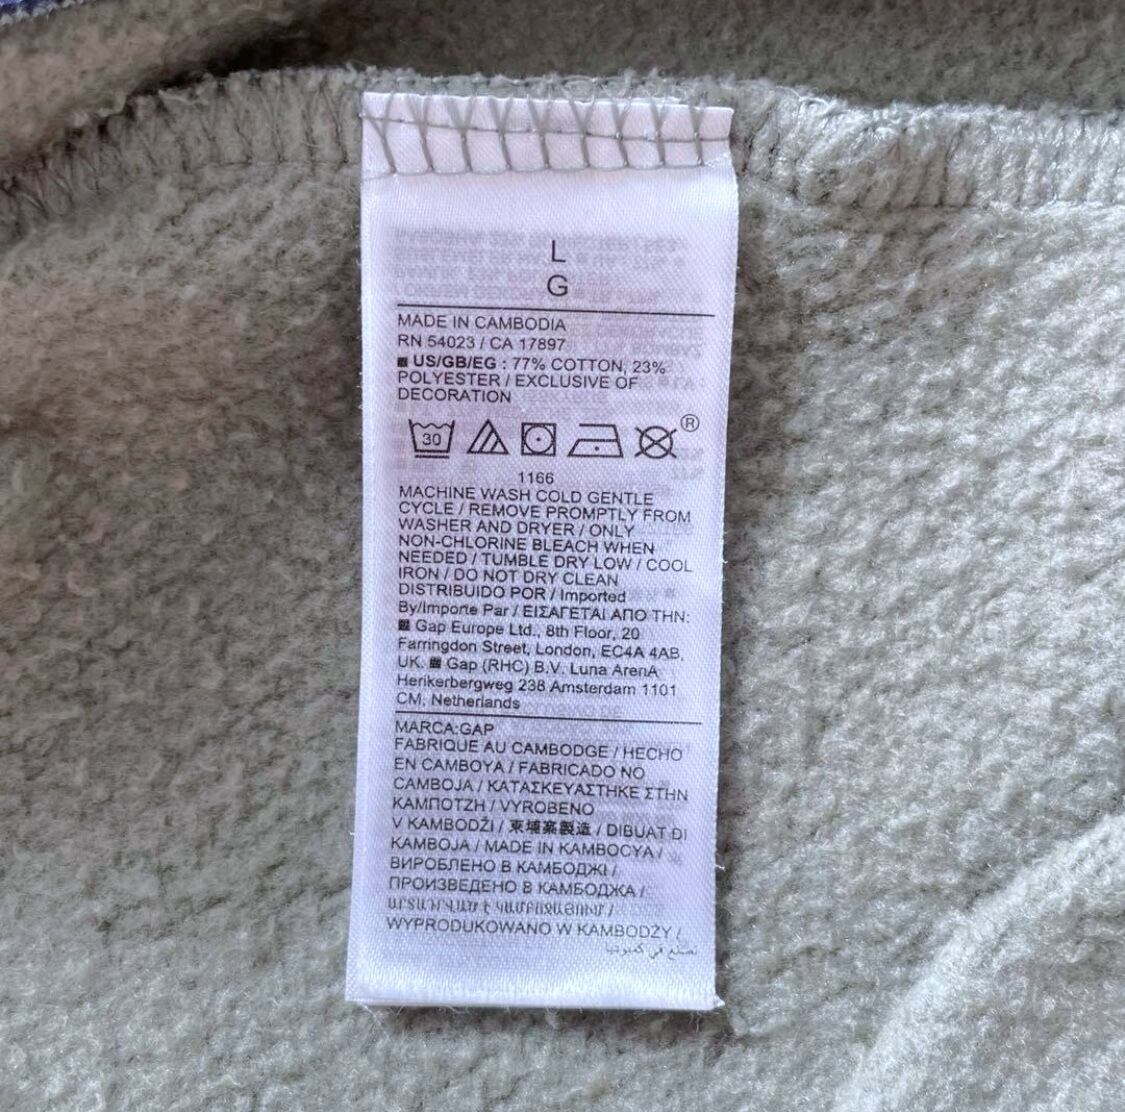 L
G
MADE IN CAMBODIA
RN 54023 / CA 17897
US/GB/EG : 77% COTTON, 23%
POLYESTER / EXCLUSIVE OF
DECORATION
30
®
1166
MACHINE WASH COLD GENTLE
CYCLE / REMOVE PROMPTLY FROM
WASHER AND DRYER / ONLY
NON-CHLORINE BLEACH WHEN
NEEDED / TUMBLE DRY LOW / COOL
IRON / DO NOT DRY CLEAN
DISTRIBUIDO POR / Imported
By/Importe Par / ΕΙΣΑΓΕΤΑΙ ΑΠΟ ΤΗΝ:
Gap Europe Ltd., 8th Floor, 20
Farringdon Street, London, EC4A 4AB,
UK. Gap (RHC) B.V. Luna ArenA
Herikerbergweg 238 Amsterdam 1101
CM, Netherlands
MARCA:GAP
FABRIQUE AU CAMBODGE / HECHO
EN CAMBOYA / FABRICADO NO
CAMBOJA / ΚΑΤΑΣΚΕΥΑΣΤΗΚΕ ΣΤΗΝ
ΚΑΜΠΟΤΖΗ / VYROBENO
V KAMBODŽI / 柬埔寨製造 / DIBUAT DI
KAMBOJA / MADE IN KAMBOCYA /
ВИРОБЛЕНО В КАМБОДЖІ /
ПРОИЗВЕДЕНО В КАМБОДЖА /
ԱՐՏԱԴՐՎԱԾ Է ԿԱՄԲՈՋԱՅՈՒՄ /
WYPRODUKOWANO W KAMBODŻY /
تصنع في كمبوديا